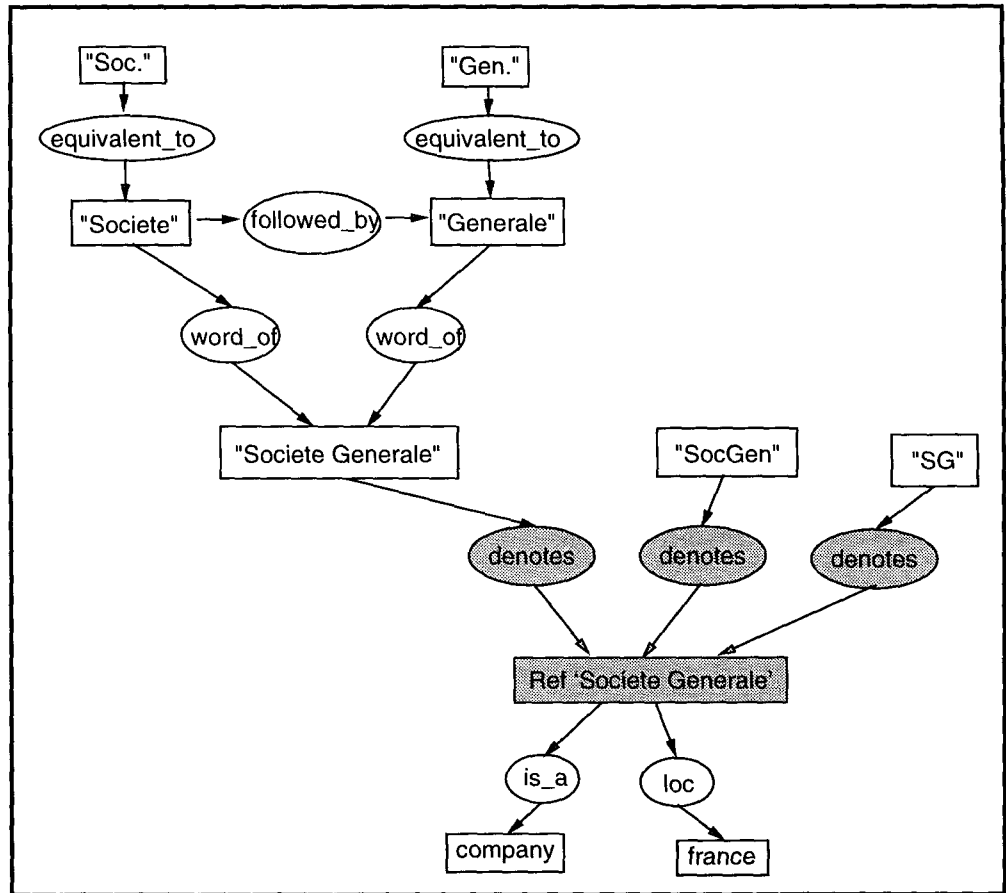 "Soc."
"Gen."
equivalent_to
equivalent_to
"Societe"
followed_by
"Generale"
word_of
word_of
"Societe Generale"
"SocGen"
"SG"
denotes
denotes
denotes
Ref 'Societe Generale'
is_a
loc
company
france